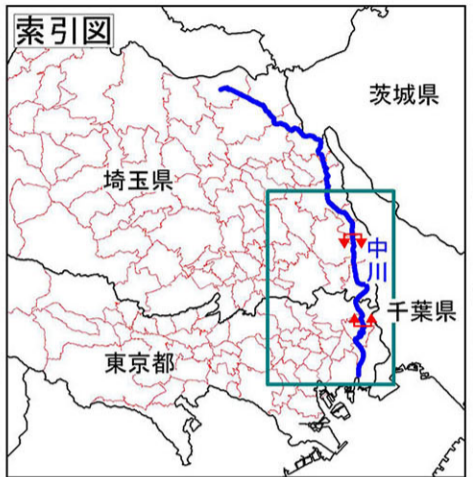 索引図
茨城県
埼玉県
中川
千葉県
東京都